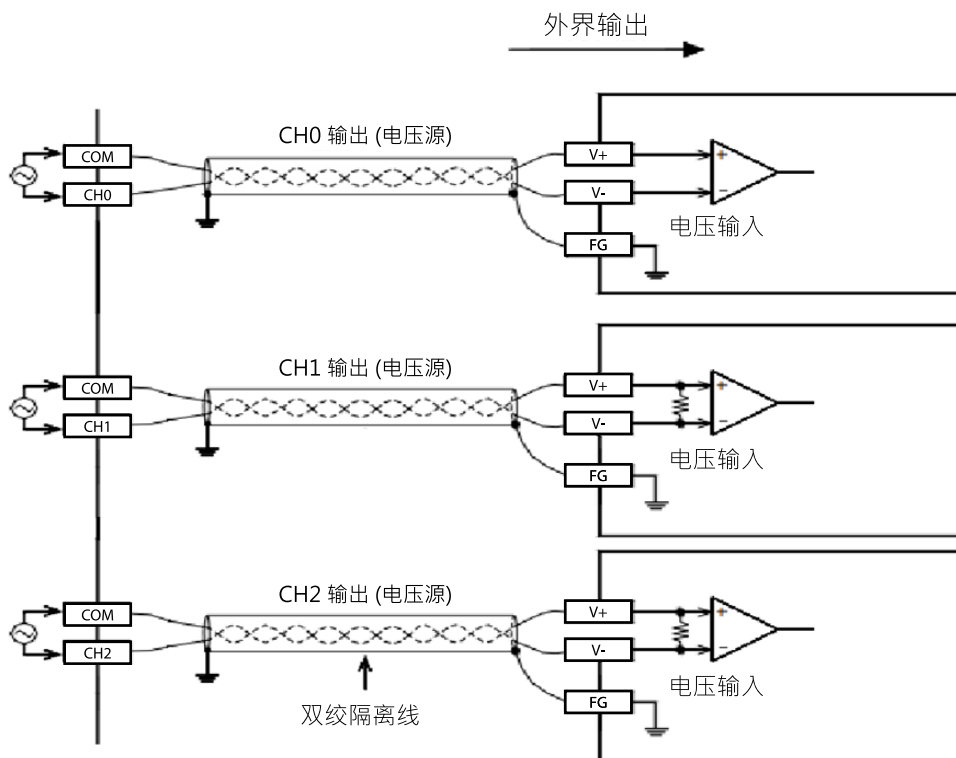 外界输出
CH0 输出 (电压源)
COM
CH0
V+
V-
FG
+
−
电压输入
CH1 输出 (电压源)
COM
CH1
V+
V-
FG
+
−
电压输入
CH2 输出 (电压源)
COM
CH2
V+
V-
FG
+
−
电压输入
双绞隔离线